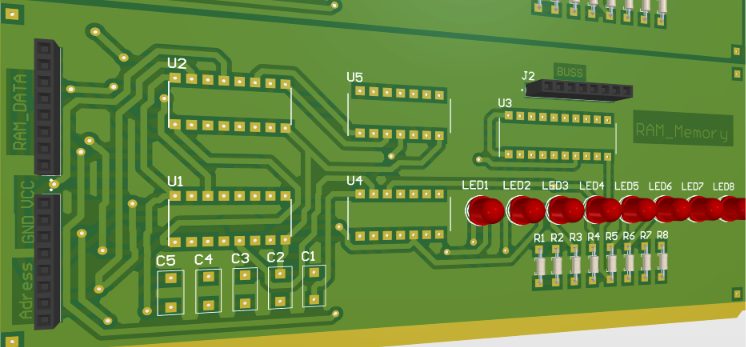 RAM_DATA
GND VCC
Adress
U2
U5
J2
BUSS
U3
RAM_Memory
U1
U4
LED1 LED2 LED3 LED4 LED5 LED6 LED7 LED8
R1 R2 R3 R4 R5 R6 R7 R8
C5 C4 C3 C2 C1